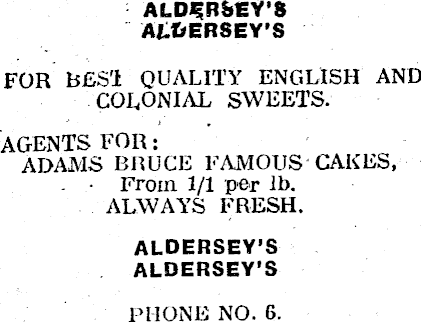 ALDERSEY'S
ALDERSEY'S
FOR BEST QUALITY ENGLISH AND
COLONIAL SWEETS.
AGENTS FOR:
ADAMS BRUCE FAMOUS CAKES,
From 1/1 per lb.
ALWAYS FRESH.
ALDERSEY'S
ALDERSEY'S
PHONE NO. 6.